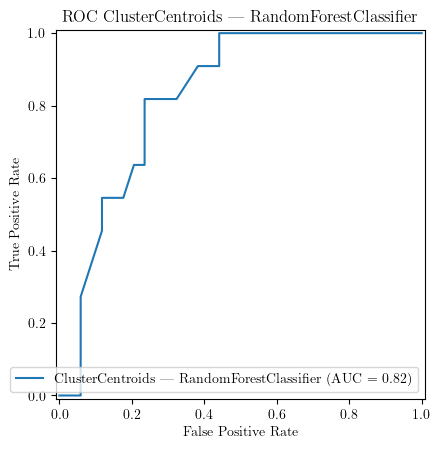 ROC ClusterCentroids — RandomForestClassifier
1.0
0.8
0.6
0.4
0.2
0.0
True Positive Rate
ClusterCentroids — RandomForestClassifier (AUC = 0.82)
0.0 0.2 0.4 0.6 0.8 1.0
False Positive Rate